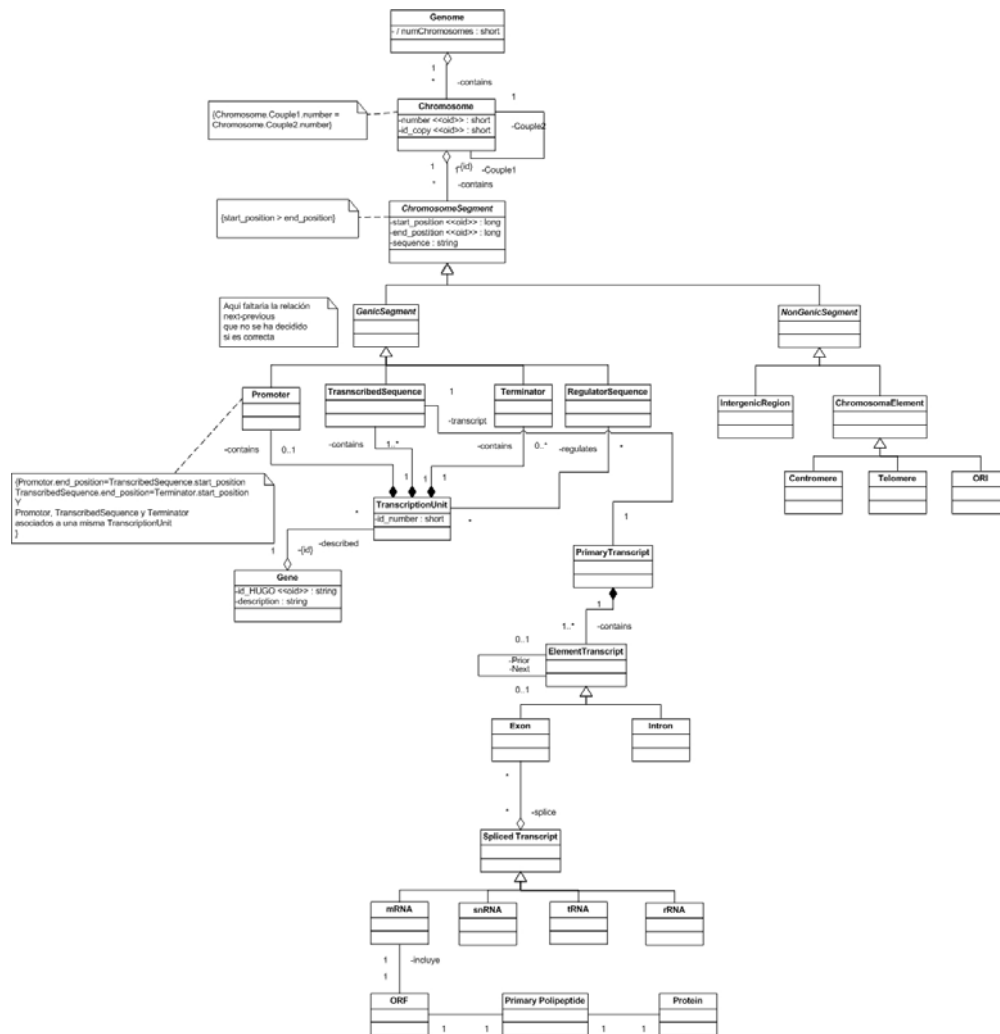 Genome
- / numChromosomes : short
1
* -contains
{Chromosome.Couple1.number =
Chromosome.Couple2.number}
Chromosome
-number <<oid>> : short
-id_copy <<oid>> : short
1
-Couple2
1 1 -{id} -Couple1
* -contains
{start_position > end_position}
ChromosomeSegment
-start_position <<oid>> : long
-end_postition <<oid>> : long
-sequence : string
Aqui faltaria la relación
next-previous
que no se ha decidido
si es correcta
GenicSegment
NonGenicSegment
Promoter
TrasnscribedSequence
1
Terminator
RegulatorSequence
IntergenicRegion
ChromosomaElement
-transcript
-contains 0..1
-contains 1..*
-contains 0..*
-regulates *
Centromere
Telomere
ORI
{Promotor.end_position=TranscribedSequence.start_position
TranscribedSequence.end_position=Terminator.start_position
Y
Promotor, TranscribedSequence y Terminator
asociados a una misma TranscriptionUnit
}
1 1 1
TranscriptionUnit
-id_number : short
* *
-described
1 -{id}
1
PrimaryTranscript
Gene
-id_HUGO <<oid>> : string
-description : string
1
1..* -contains
0..1
ElementTranscript
-Prior
-Next
0..1
Exon
Intron
*
* -splice
Spliced Transcript
mRNA
snRNA
tRNA
rRNA
1 -incluye
1
ORF
Primary Polipeptide
Protein
1 1 1 1